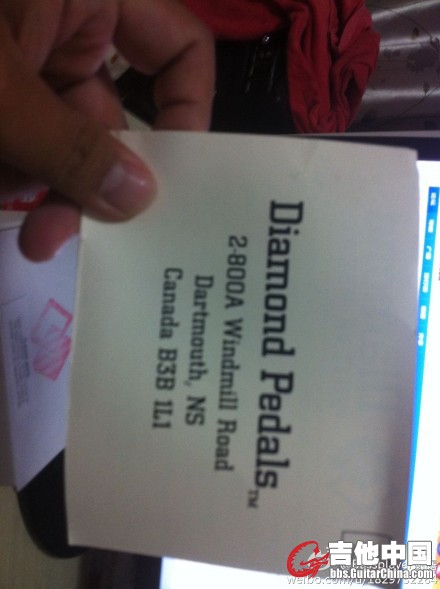 Diamond Pedals™
2-800A Windmill Road
Dartmouth, NS
Canada B3B 1L1
吉他中国
bbs.GuitarChina.com